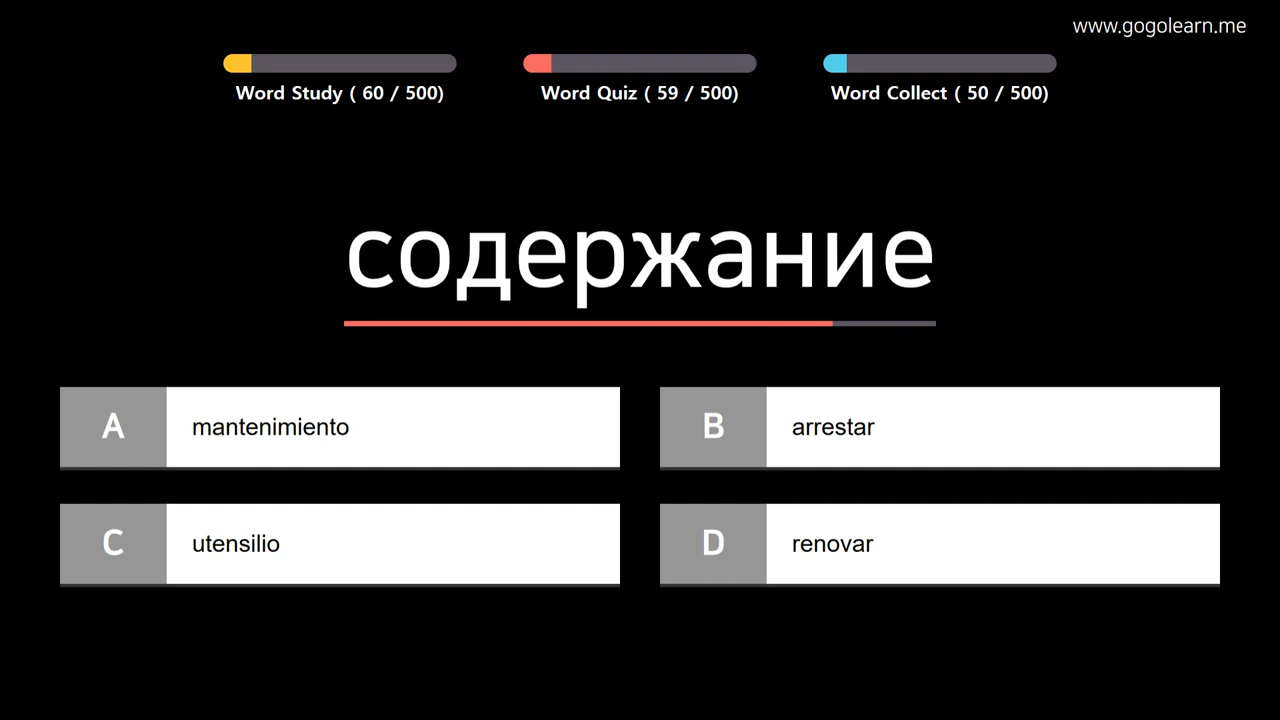 www.gogolearn.me
Word Study ( 60 / 500)
Word Quiz ( 59 / 500)
Word Collect ( 50 / 500)
содержание
A mantenimiento
B arrestar
C utensilio
D renovar